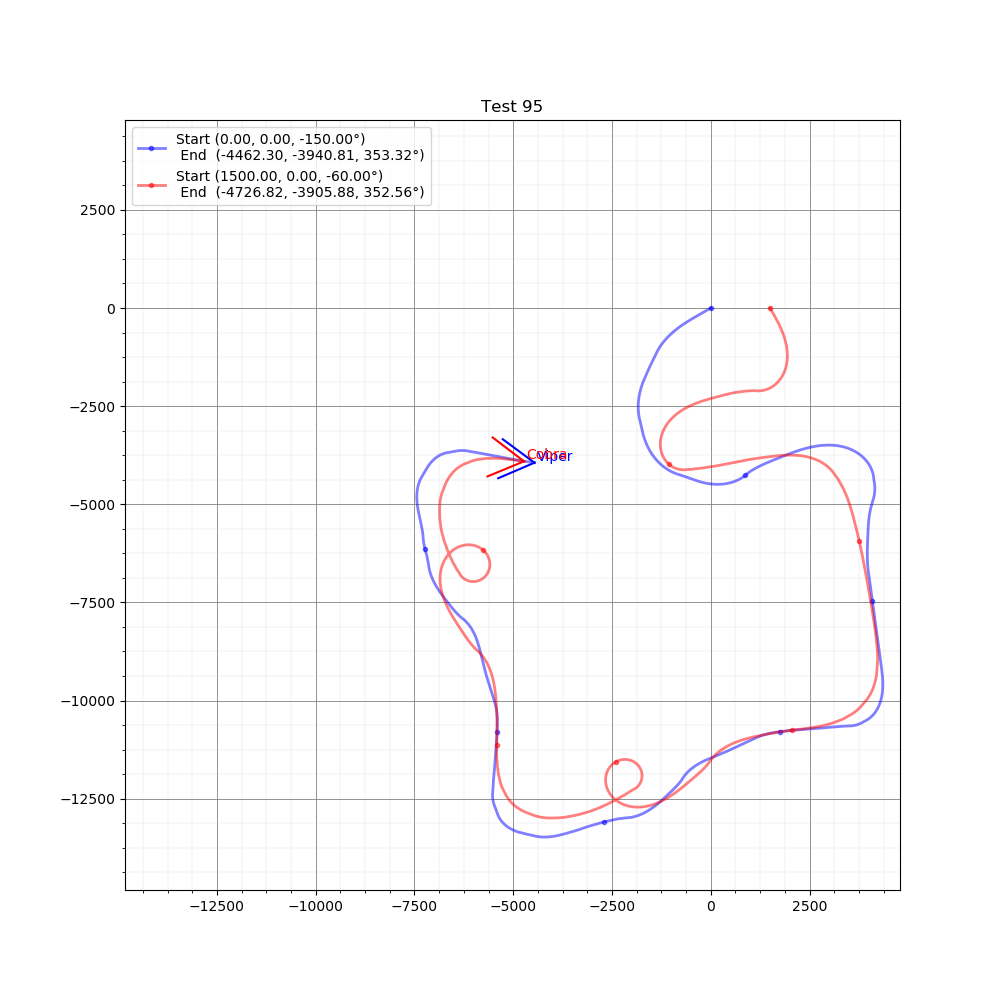 Test 95
Start (0.00, 0.00, -150.00°)
End  (-4462.30, -3940.81, 353.32°)
Start (1500.00, 0.00, -60.00°)
End  (-4726.82, -3905.88, 352.56°)
2500
0
−2500
−5000
−7500
−10000
−12500
Cobra
Viper
−12500
−10000
−7500
−5000
−2500
0
2500